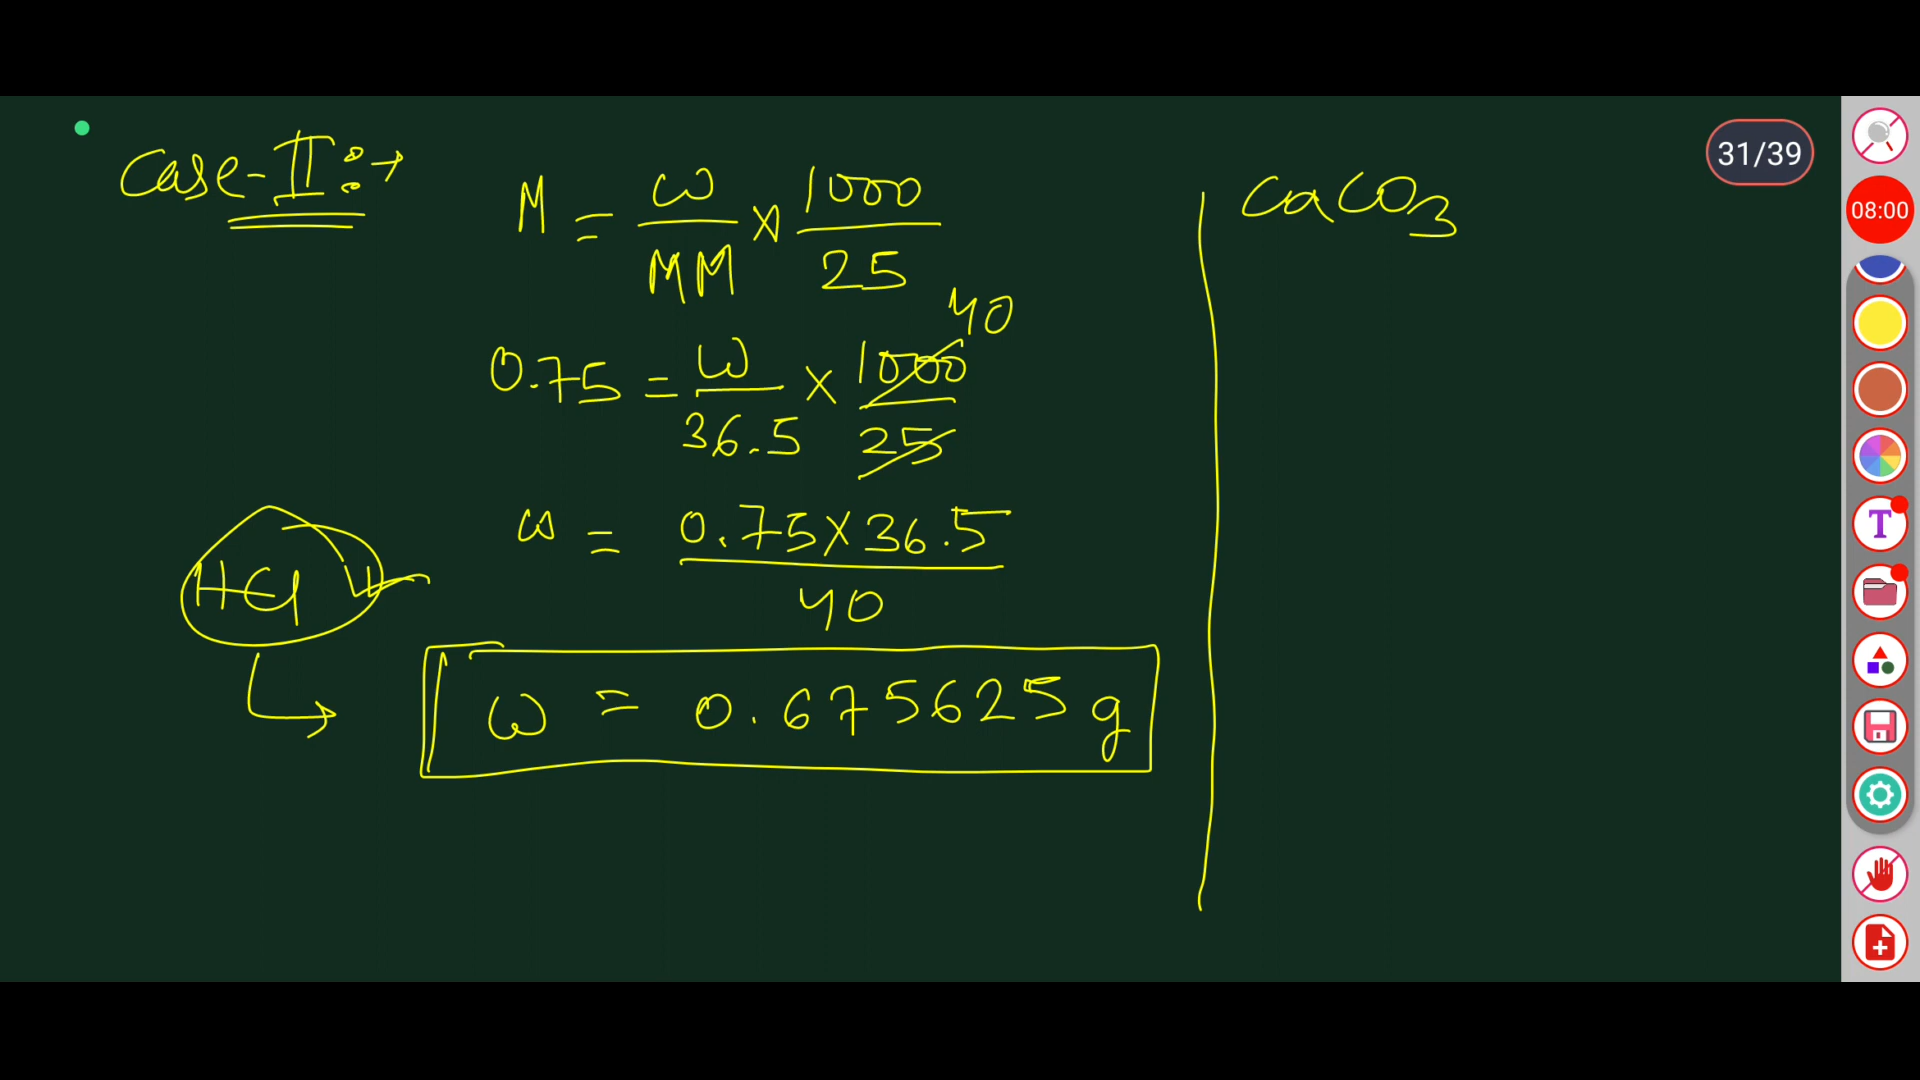 Case-II:→
M = w/MM × 1000/25
0.75 = w/36.5 × 1000/25 40
w = 0.75×36.5/40
HCl
w = 0.675625 g
CaCO3
31/39
08:00
T